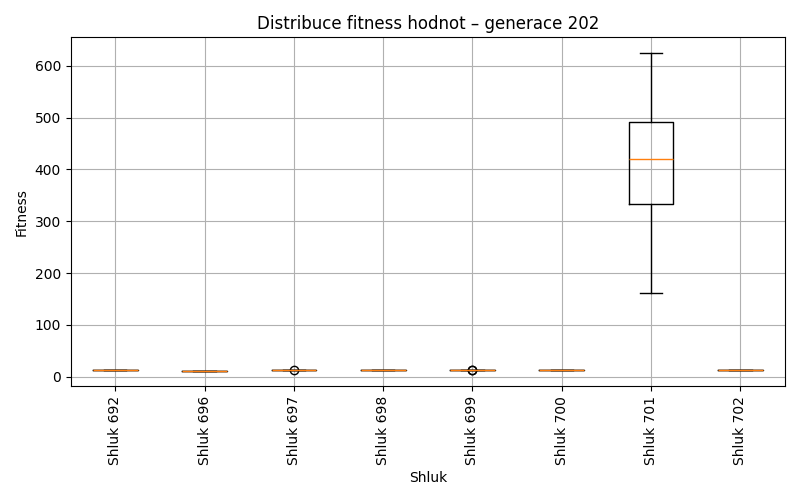 Distribuce fitness hodnot – generace 202
Fitness
600
500
400
300
200
100
0
Shluk 692
Shluk 696
Shluk 697
Shluk 698
Shluk 699
Shluk 700
Shluk 701
Shluk 702
Shluk